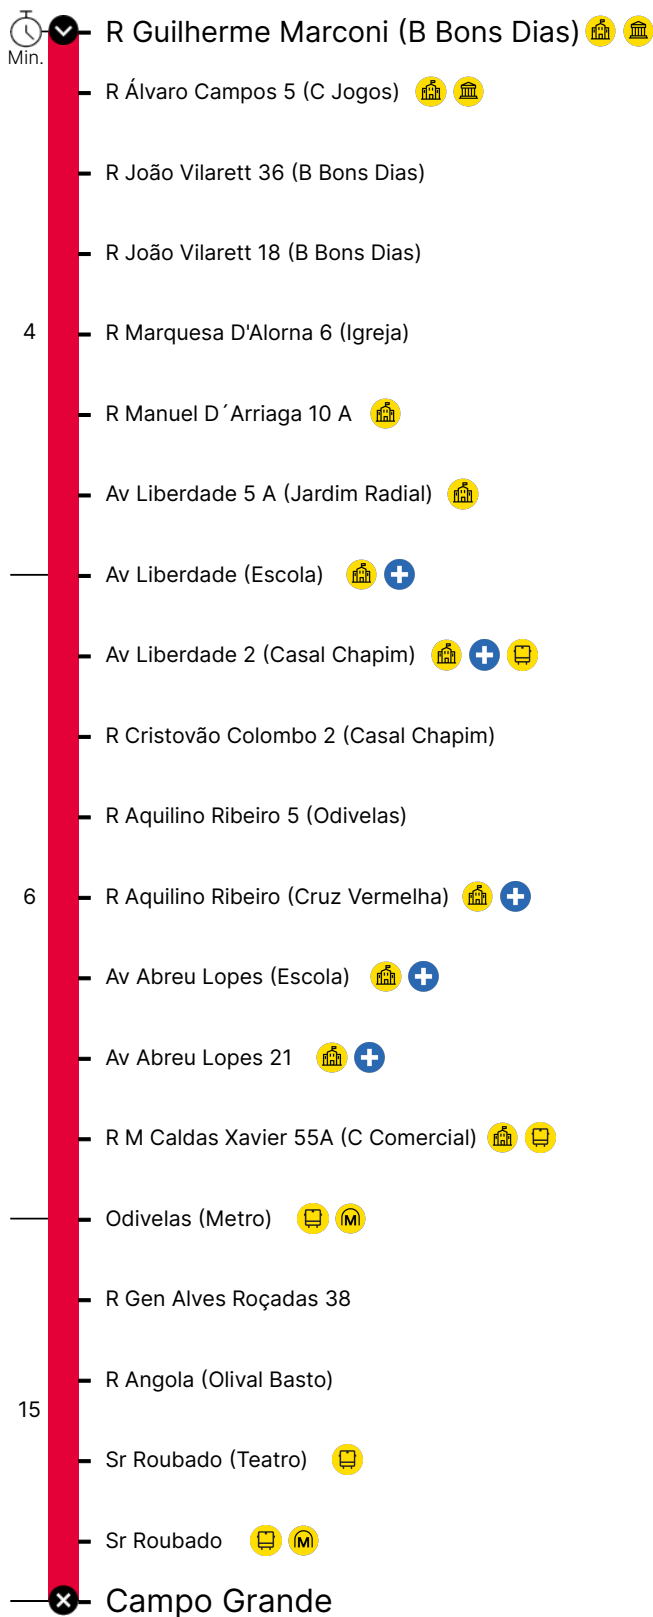 R Guilherme Marconi (B Bons Dias)
Min.
R Álvaro Campos 5 (C Jogos)
R João Vilarett 36 (B Bons Dias)
R João Vilarett 18 (B Bons Dias)
4 R Marquesa D'Alorna 6 (Igreja)
R Manuel D´Arriaga 10 A
Av Liberdade 5 A (Jardim Radial)
Av Liberdade (Escola)
Av Liberdade 2 (Casal Chapim)
R Cristovão Colombo 2 (Casal Chapim)
R Aquilino Ribeiro 5 (Odivelas)
6 R Aquilino Ribeiro (Cruz Vermelha)
Av Abreu Lopes (Escola)
Av Abreu Lopes 21
R M Caldas Xavier 55A (C Comercial)
Odivelas (Metro) M
R Gen Alves Roçadas 38
R Angola (Olival Basto)
15
Sr Roubado (Teatro)
Sr Roubado M
Campo Grande